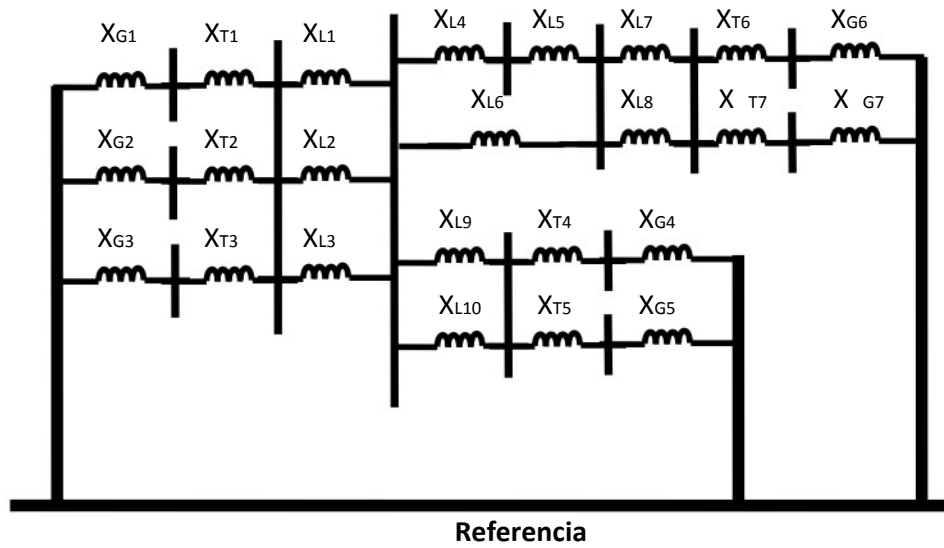 XG1 XT1 XL1 XL4 XL5 XL7 XT6 XG6
XL6 XL8 X T7 X G7
XG2 XT2 XL2
XG3 XT3 XL3 XL9 XT4 XG4
XL10 XT5 XG5
Referencia